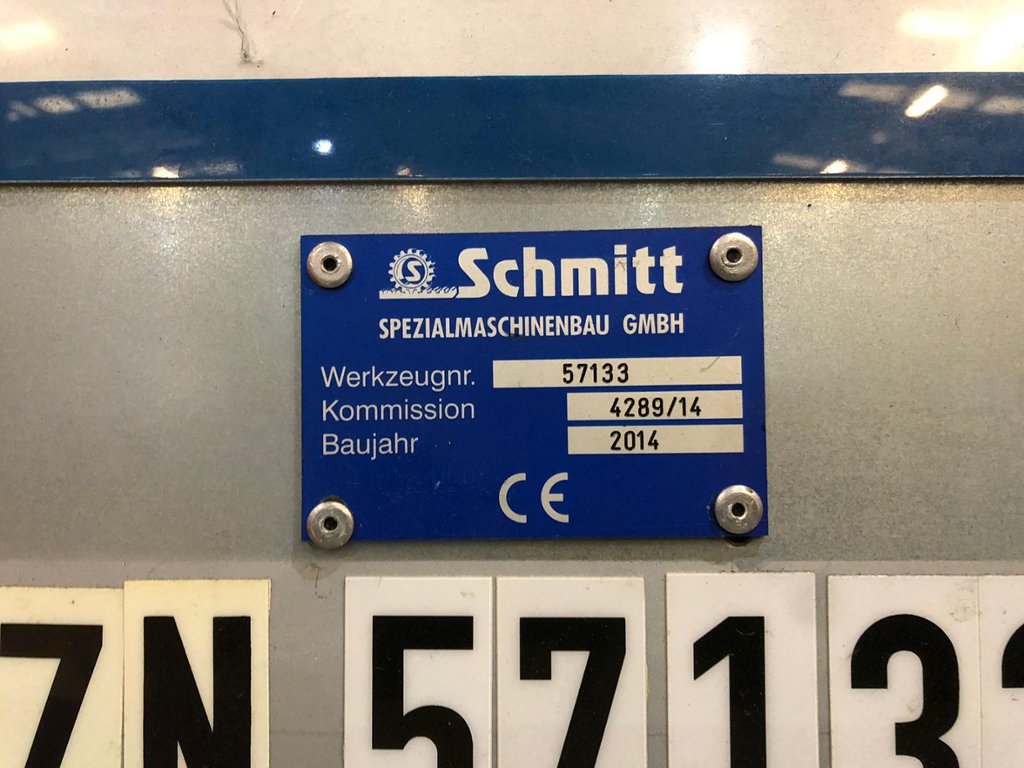 S Schmitt
SPEZIALMASCHINENBAU GMBH
Werkzeugnr. 57133
Kommission 4289/14
Baujahr 2014
CE
N 5713